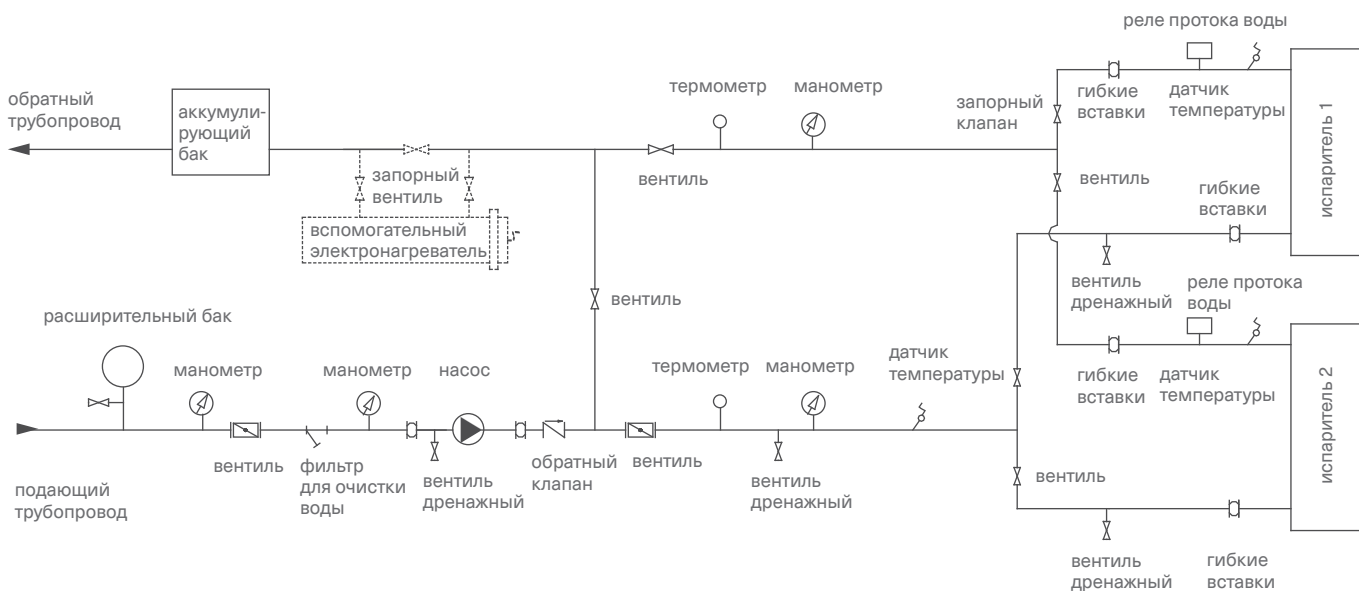 реле протока воды
обратный
трубопровод
аккумули-
рующий
бак
термометр
манометр
запорный
клапан
гибкие
вставки
датчик
температуры
испаритель 1
запорный
вентиль
вентиль
вентиль
гибкие
вставки
вспомогательный
электронагреватель
вентиль
дренажный
реле протока
воды
вентиль
расширительный бак
манометр
манометр
насос
термометр
манометр
датчик
температуры
гибкие
вставки
датчик
температуры
испаритель 2
подающий
трубопровод
вентиль
фильтр
для очистки
воды
вентиль
дренажный
обратный
клапан
вентиль
вентиль
дренажный
вентиль
вентиль
дренажный
гибкие
вставки